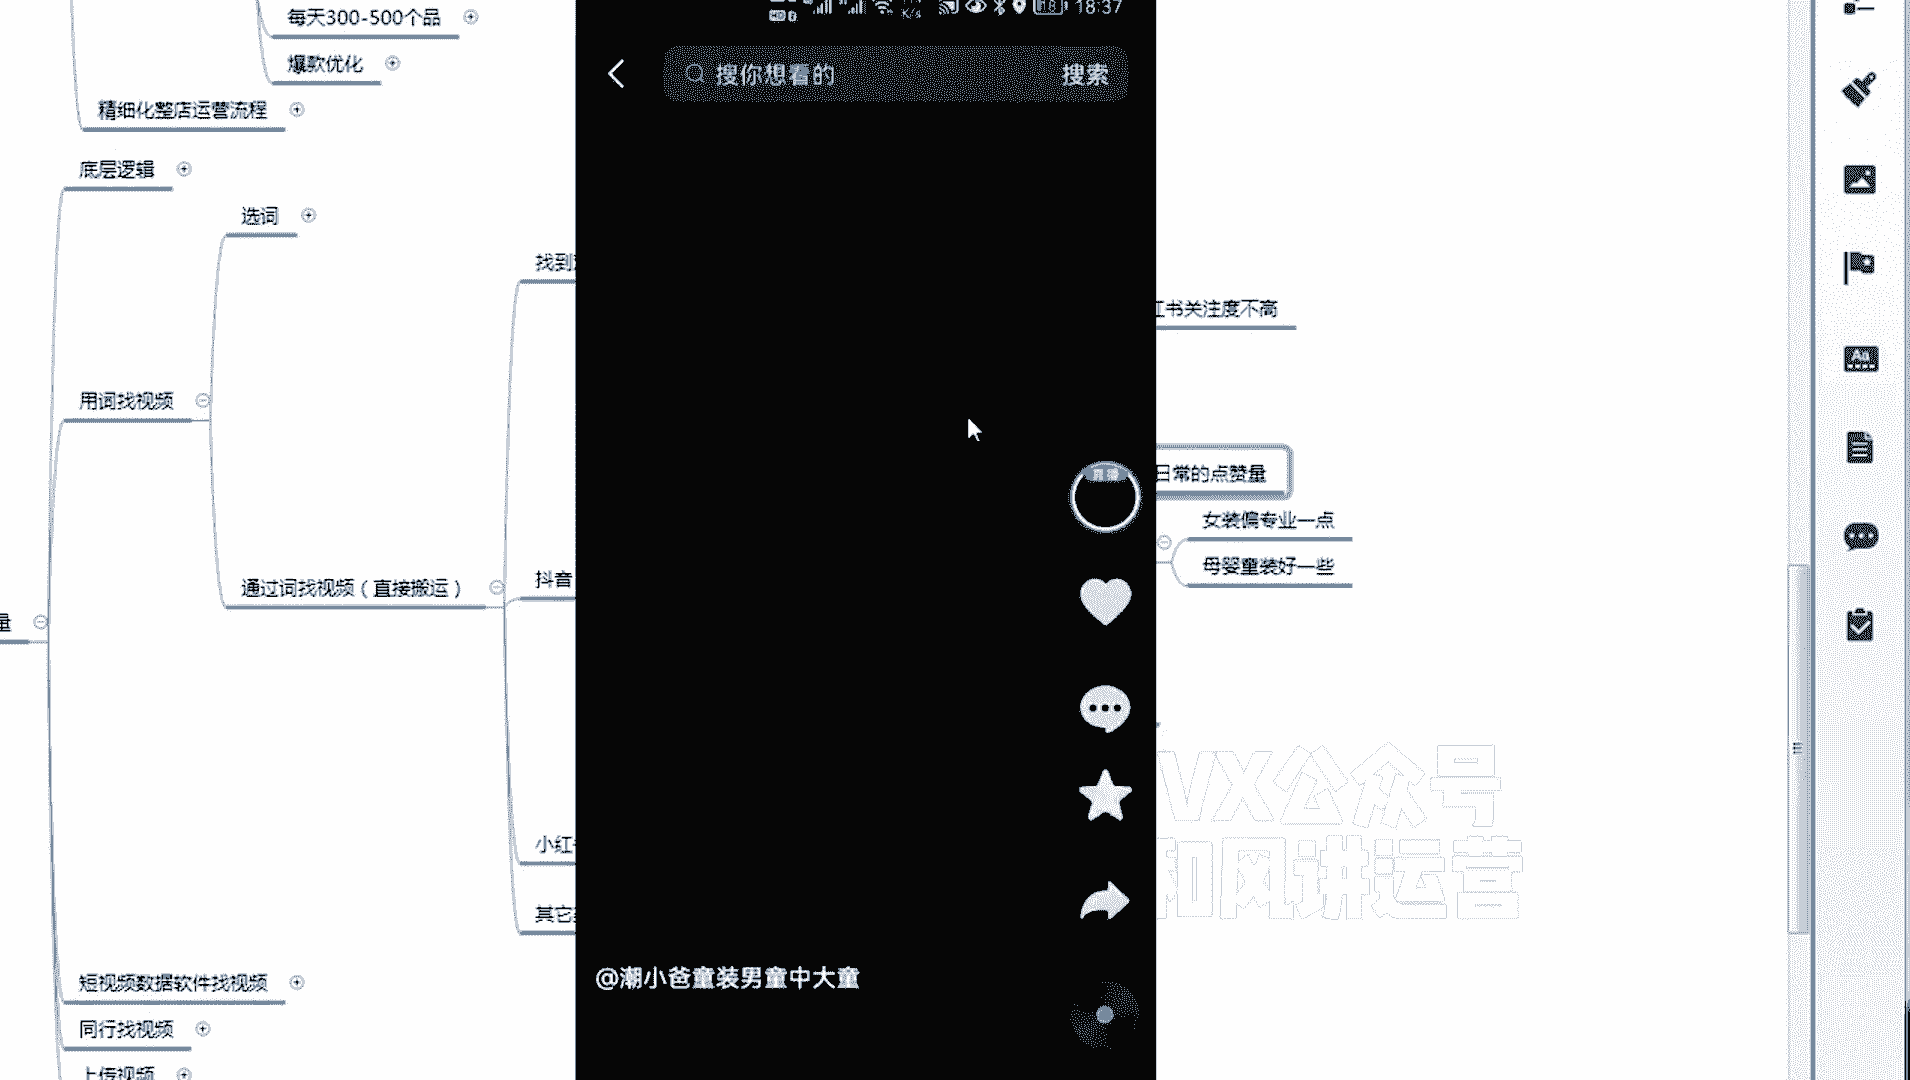 每天300-500个品
爆款优化
精细化整店运营流程
底层逻辑
选词
找到
用词找视频
通过词找视频（直接搬运）
抖音
量
小红
其它
短视频数据软件找视频
同行找视频
上传视频
18:37
搜你想看的
搜索
直播
@潮小爸童装男童中大童
红书关注度不高
日常的点赞量
女装偏专业一点
母婴童装好一些
VX公众号
和风讲运营